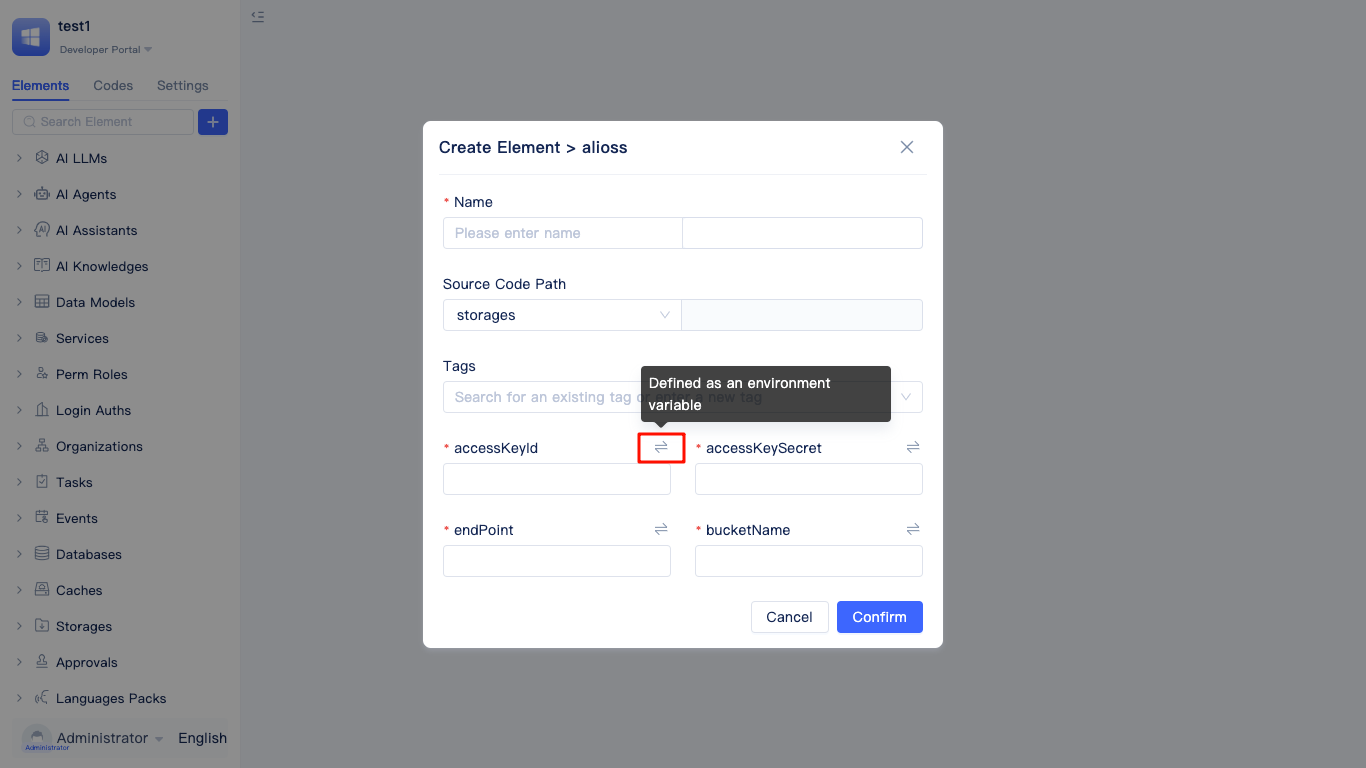 test1
Developer Portal
Elements Codes Settings
Search Element
AI LLMs
AI Agents
AI Assistants
AI Knowledges
Data Models
Services
Perm Roles
Login Auths
Organizations
Tasks
Events
Databases
Caches
Storages
Approvals
Languages Packs
Administrator English
Administrator
Create Element > alioss
* Name
Please enter name
Source Code Path
storages
Tags
Search for an existing tag or enter a new tag
Defined as an environment
variable
* accessKeyId
* accessKeySecret
* endPoint
* bucketName
Cancel Confirm